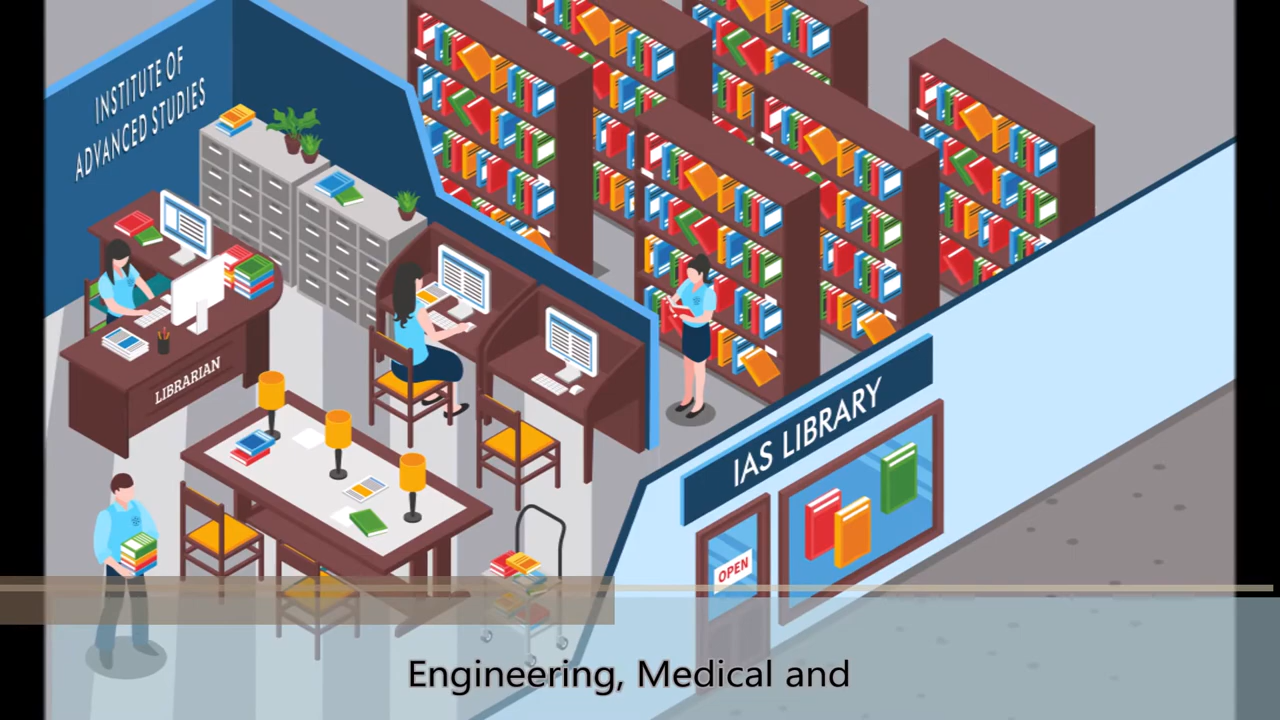 INSTITUTE OF
ADVANCED STUDIES
LIBRARIAN
IAS LIBRARY
OPEN
Engineering, Medical and